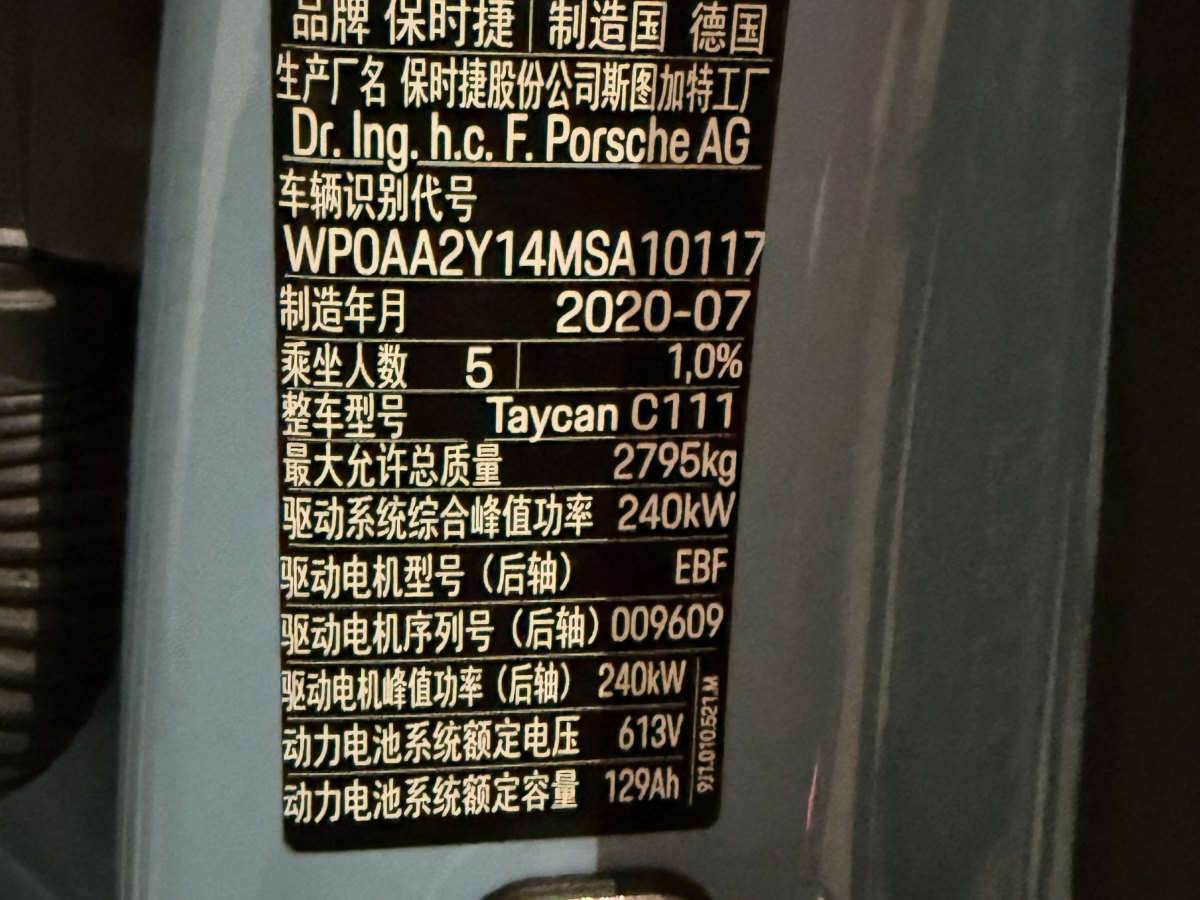 品牌 保时捷 制造国 德国
生产厂名 保时捷股份公司斯图加特工厂
Dr. Ing. h.c. F. Porsche AG
车辆识别代号
WP0AA2Y14MSA10117
制造年月 2020-07
乘坐人数 5 1,0%
整车型号 Taycan C111
最大允许总质量 2795kg
驱动系统综合峰值功率 240kW
驱动电机型号（后轴） EBF
驱动电机序列号（后轴） 009609
驱动电机峰值功率（后轴） 240kW
动力电池系统额定电压 613V
动力电池系统额定容量 129Ah
9J1.010.521.M